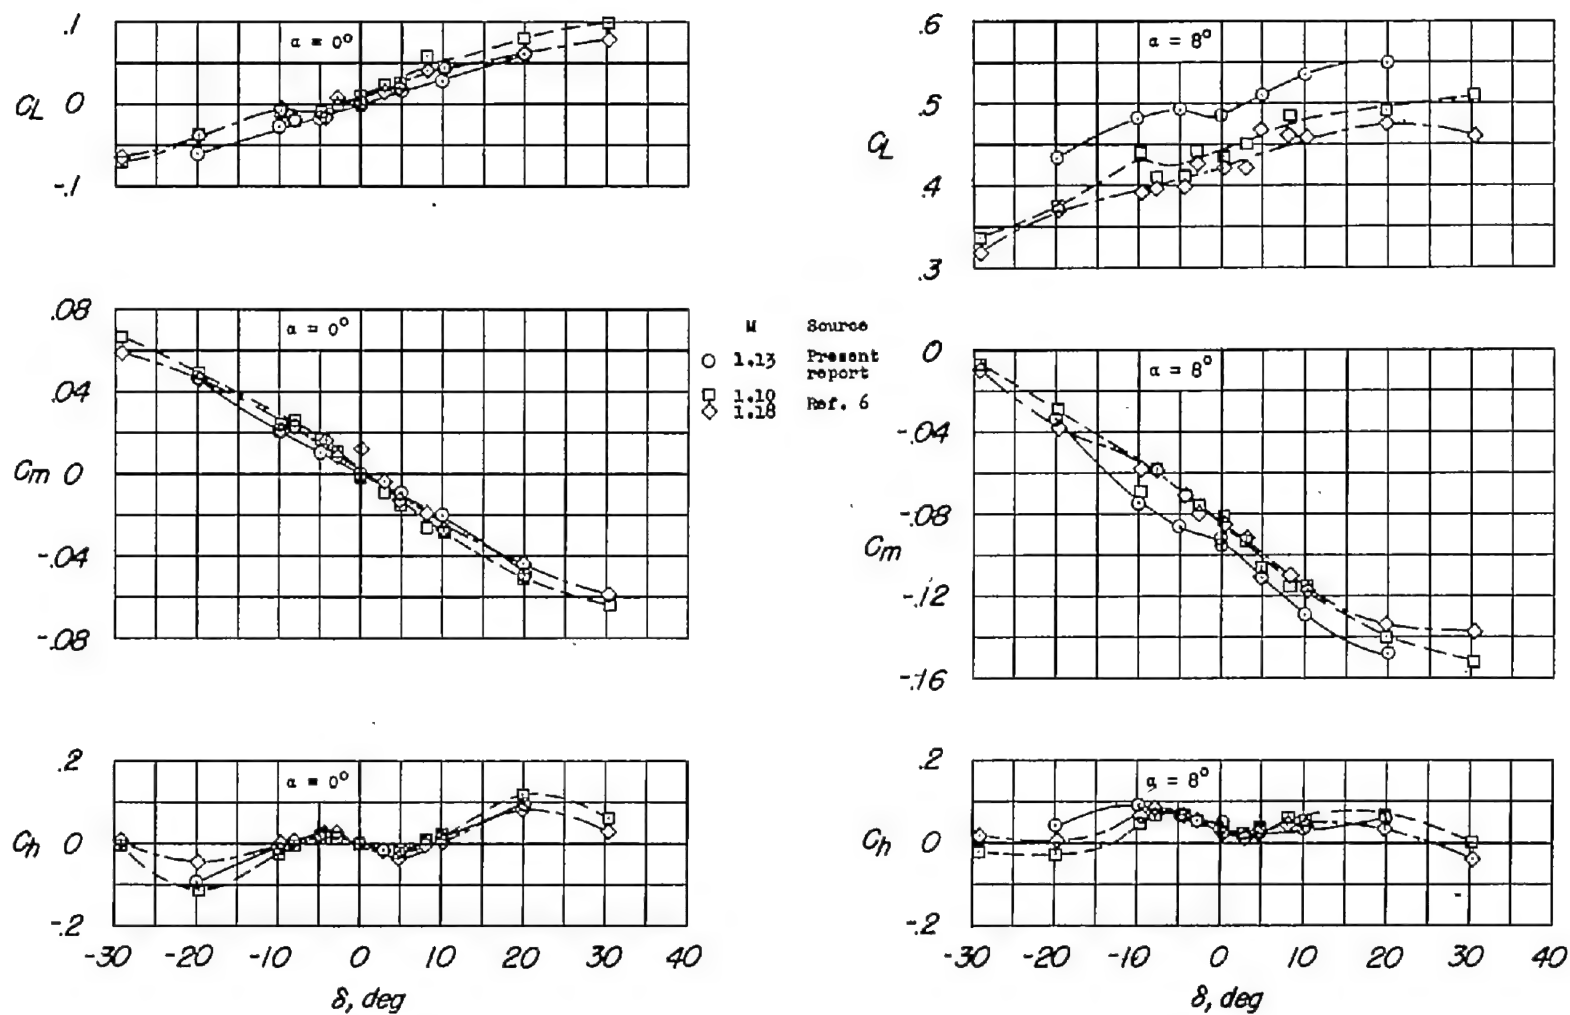 .1
α = 0°
C_L 0
-.1
.08
α = 0°
.04
C_m 0
-.04
-.08
.2
α = 0°
C_h 0
-.2
-30 -20 -10 0 10 20 30 40
δ, deg
M Source
1.13 Present
report
1.10
1.18 Ref. 6
.6
α = 8°
.5
C_L
.4
.3
0
α = 8°
-.04
-.08
C_m
-.12
-.16
.2
α = 8°
C_h 0
-.2
-30 -20 -10 0 10 20 30 40
δ, deg